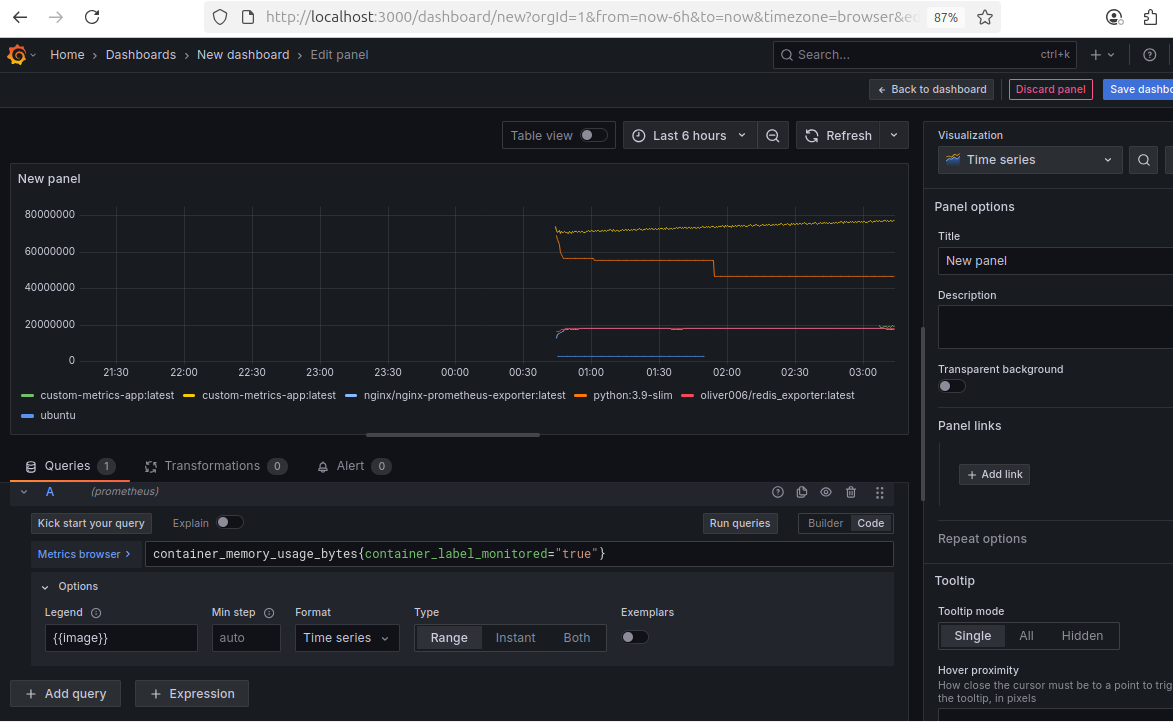 http://localhost:3000/dashboard/new?orgId=1&from=now-6h&to=now&timezone=browser&e 87%
Home › Dashboards › New dashboard › Edit panel Search... ctrl+k
Back to dashboard Discard panel Save dashbo
Table view Last 6 hours Refresh
Visualization
Time series
New panel
80000000
60000000
40000000
20000000
0
21:30 22:00 22:30 23:00 23:30 00:00 00:30 01:00 01:30 02:00 02:30 03:00
custom-metrics-app:latest custom-metrics-app:latest nginx/nginx-prometheus-exporter:latest python:3.9-slim oliver006/redis_exporter:latest
ubuntu
Panel options
Title
New panel
Description
Transparent background
Panel links
+ Add link
Repeat options
Tooltip
Tooltip mode
Single All Hidden
Hover proximity
How close the cursor must be to a point to trig
the tooltip, in pixels
Queries 1 Transformations 0 Alert 0
A (prometheus)
Kick start your query Explain Run queries Builder Code
Metrics browser > container_memory_usage_bytes{container_label_monitored="true"}
Options
Legend Min step Format Type Exemplars
{{image}} auto Time series Range Instant Both
+ Add query + Expression